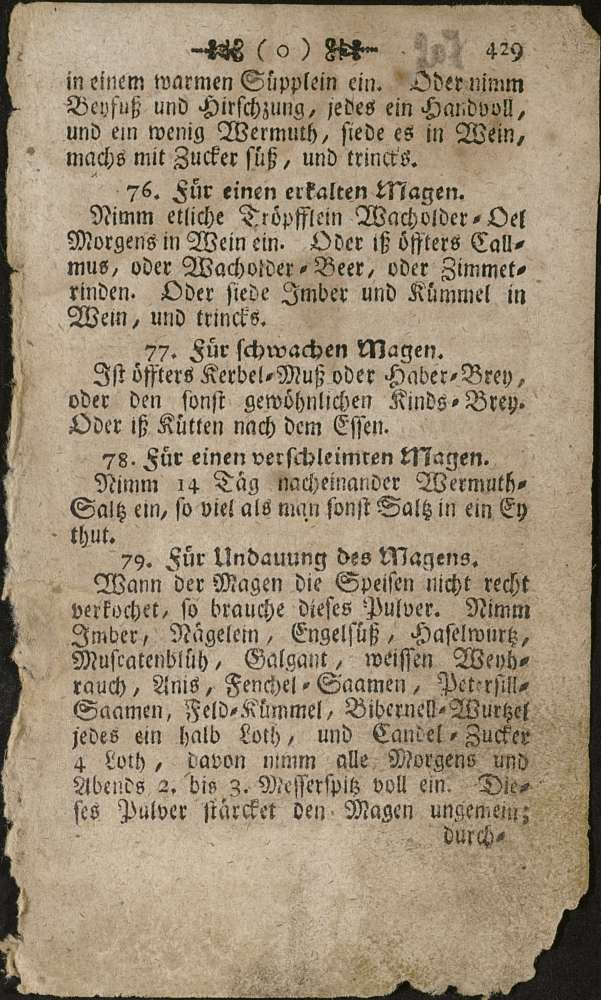 ( o ) 429
in einem warmen Süpplein ein. Oder nimm
Beyfuß und Hirschzung, jedes ein Handvoll,
und ein wenig Wermuth, siede es in Wein,
machs mit Zucker süß, und trincks.
76. Für einen erkalten Magen.
Nimm etliche Tröpfflein Wacholder-Oel
Morgens in Wein ein. Oder iß öffters Call-
mus, oder Wacholder-Beer, oder Zimmet-
rinden. Oder siede Imber und Kümmel in
Wein, und trincks.
77. Für schwachen Magen.
Ist öffters Kerbel-Muß oder Haber-Brey,
oder den sonst gewöhnlichen Kinds-Brey.
Oder iß Kütten nach dem Essen.
78. Für einen verschleimten Magen.
Nimm 14 Täg nacheinander Wermuth-
Saltz ein, so viel als man sonst Saltz in ein Ey
thut.
79. Für Undauung des Magens.
Wann der Magen die Speisen nicht recht
verkochet, so brauche dieses Pulver. Nimm
Imber, Nägelein, Engelsüß, Haselwurtz,
Muscatenblüh, Galgant, weissen Weyh-
rauch, Anis, Fenchel-Saamen, Petersill-
Saamen, Feld-Kümmel, Bibernell-Wurtzel
jedes ein halb Loth, und Candel-Zucker
4 Loth, davon nimm alle Morgens und
Abends 2. bis 3. Messerspitz voll ein. Die-
ses Pulver stärcket den Magen ungemein;
durch-